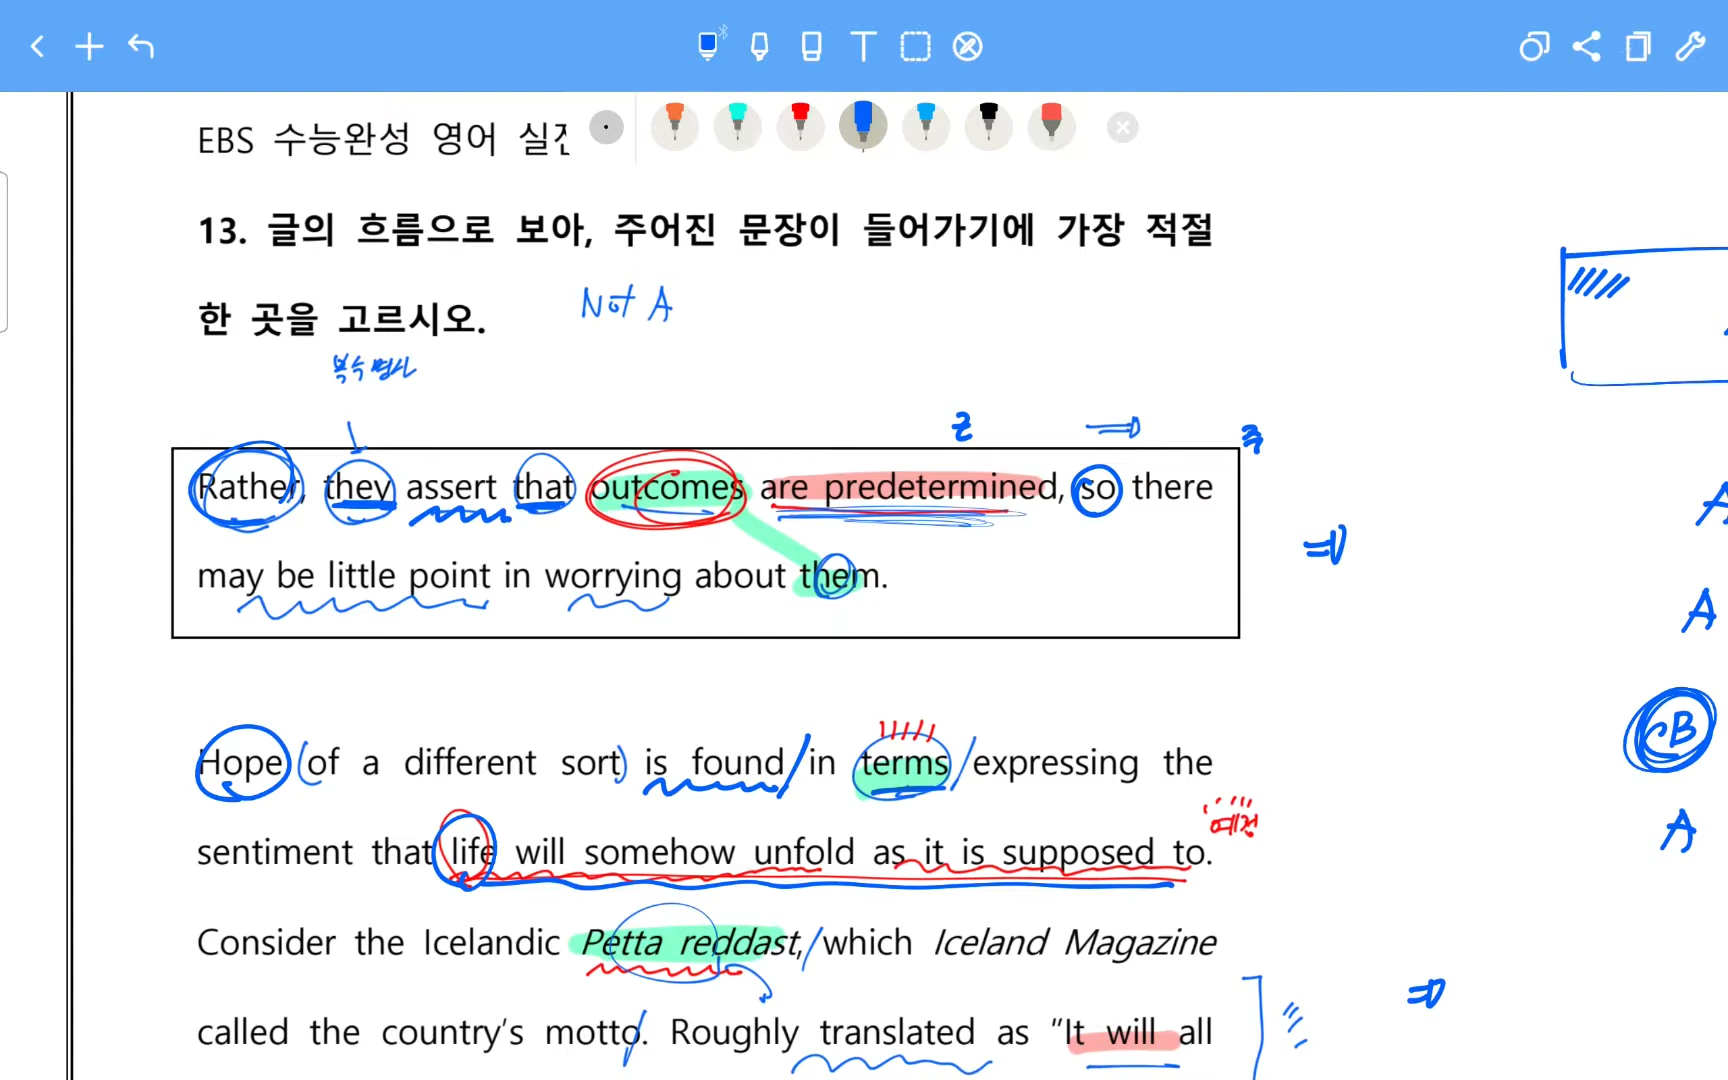 EBS 수능완성 영어 실전
13. 글의 흐름으로 보아, 주어진 문장이 들어가기에 가장 적절
한 곳을 고르시오.
Not A
복수명사
Rather, they assert that outcomes are predetermined, so there
may be little point in worrying about them.
Hope of a different sort is found in terms expressing the
예정
sentiment that life will somehow unfold as it is supposed to.
Consider the Icelandic Petta reddast, which Iceland Magazine
called the country's motto. Roughly translated as "It will all
A
A
B
A